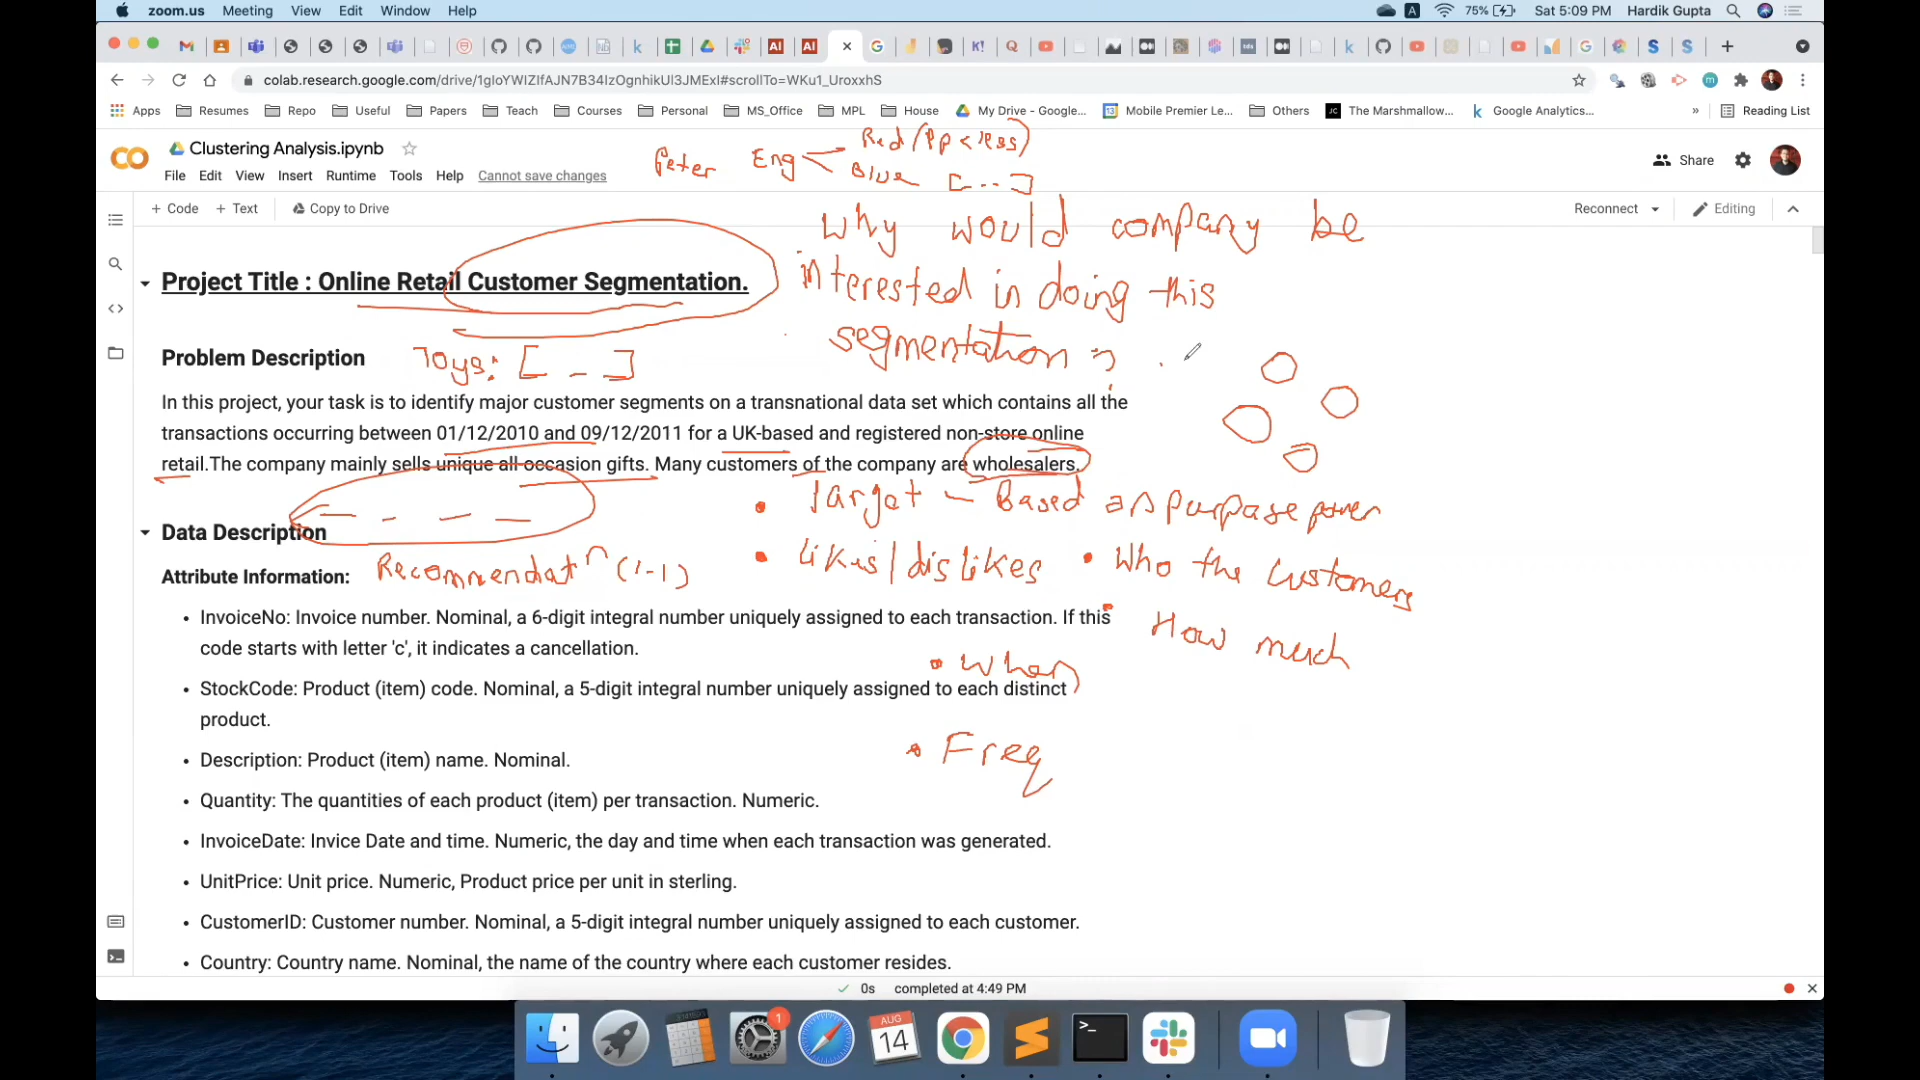 zoom.us Meeting View Edit Window Help
75% Sat 5:09 PM Hardik Gupta
colab.research.google.com/drive/1gIoYWIZIfAJN7B34IzOgnhikUl3JMExI#scrollTo=WKu1_UroxxhS
Apps Resumes Repo Useful Papers Teach Courses Personal MS_Office MPL House My Drive - Google... Mobile Premier Le... Others The Marshmallow... Google Analytics... » Reading List
Peter Eng Red/(Pp < 155)
Blue [...]
Clustering Analysis.ipynb
File Edit View Insert Runtime Tools Help Cannot save changes
Share
+ Code + Text Copy to Drive
Reconnect Editing
Why would company be
interested in doing this
segmentation ?
Project Title : Online Retail Customer Segmentation.
Problem Description
Toys: [ _ ]
In this project, your task is to identify major customer segments on a transnational data set which contains all the
transactions occurring between 01/12/2010 and 09/12/2011 for a UK-based and registered non-store online
retail.The company mainly sells unique all occasion gifts. Many customers of the company are wholesalers.
• Target - Based on purpase power
Data Description
• Likes/dislikes • Who the customers
Recommendatn (1-1)
Attribute Information:
• How much
• InvoiceNo: Invoice number. Nominal, a 6-digit integral number uniquely assigned to each transaction. If this
code starts with letter 'c', it indicates a cancellation.
• When
• StockCode: Product (item) code. Nominal, a 5-digit integral number uniquely assigned to each distinct
product.
• Freq
• Description: Product (item) name. Nominal.
• Quantity: The quantities of each product (item) per transaction. Numeric.
• InvoiceDate: Invice Date and time. Numeric, the day and time when each transaction was generated.
• UnitPrice: Unit price. Numeric, Product price per unit in sterling.
• CustomerID: Customer number. Nominal, a 5-digit integral number uniquely assigned to each customer.
• Country: Country name. Nominal, the name of the country where each customer resides.
0s completed at 4:49 PM
AUG
14
1